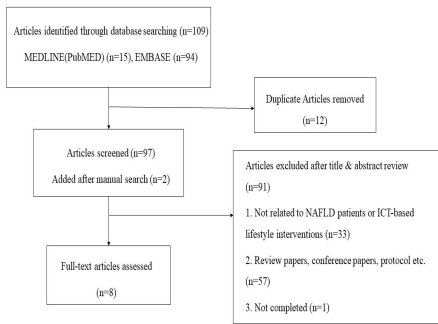 Articles identified through database searching (n=109)
MEDLINE(PubMED) (n=15), EMBASE (n=94)
Duplicate Articles removed
(n=12)
Articles screened (n=97)
Added after manual search (n=2)
Articles excluded after title & abstract review
(n=91)
1. Not related to NAFLD patients or ICT-based
lifestyle interventions (n=33)
2. Review papers, conference papers, protocol etc.
(n=57)
3. Not completed (n=1)
Full-text articles assessed
(n=8)